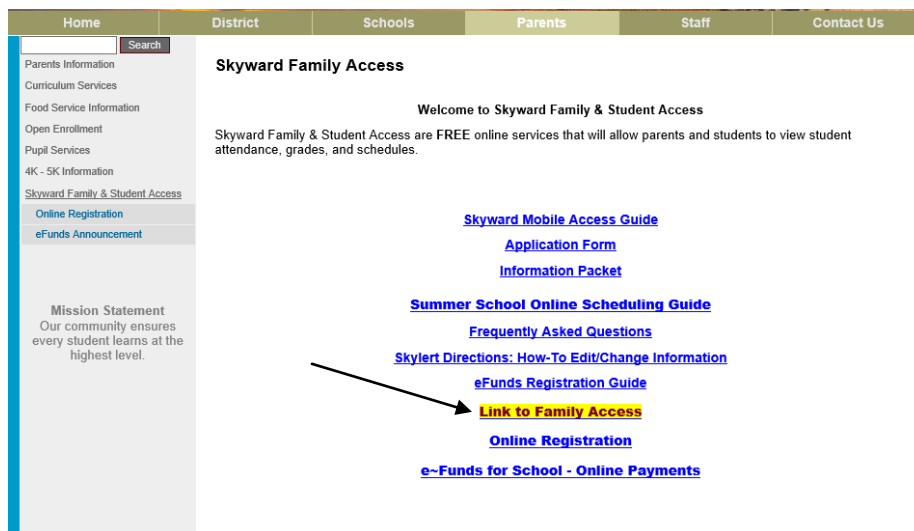 Home District Schools Parents Staff Contact Us
Search
Parents Information
Curriculum Services
Food Service Information
Open Enrollment
Pupil Services
4K - 5K Information
Skyward Family & Student Access
Online Registration
eFunds Announcement
Mission Statement
Our community ensures
every student learns at the
highest level.
Skyward Family Access
Welcome to Skyward Family & Student Access
Skyward Family & Student Access are FREE online services that will allow parents and students to view student
attendance, grades, and schedules.
Skyward Mobile Access Guide
Application Form
Information Packet
Summer School Online Scheduling Guide
Frequently Asked Questions
Skylert Directions: How-To Edit/Change Information
eFunds Registration Guide
Link to Family Access
Online Registration
e~Funds for School - Online Payments